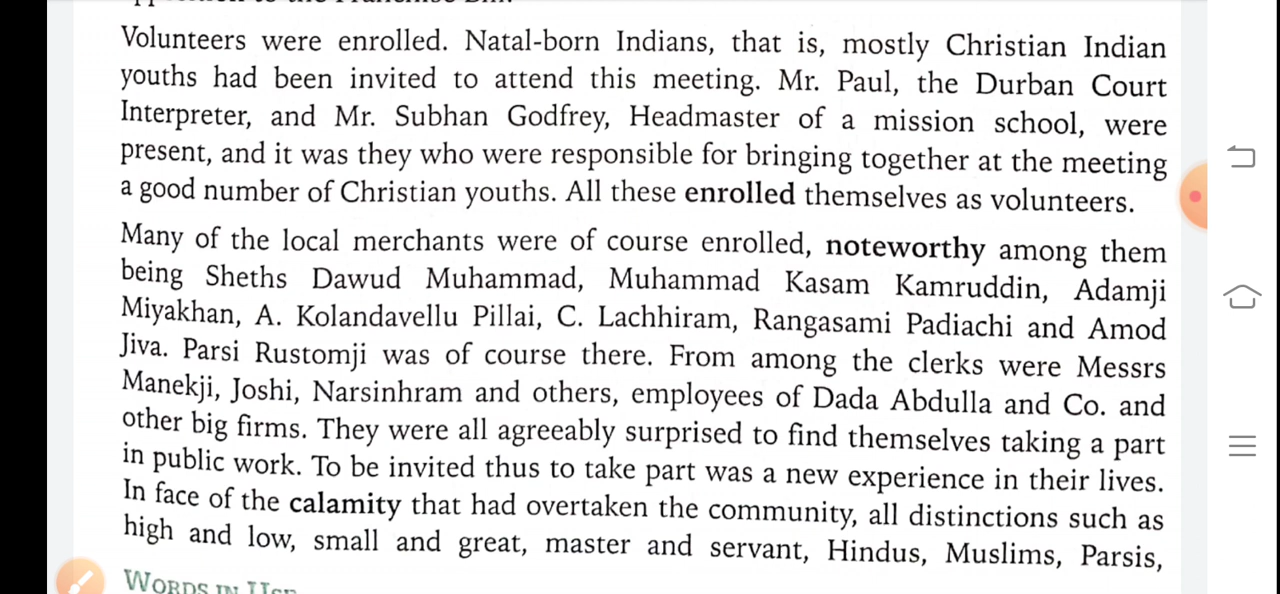 Volunteers were enrolled. Natal-born Indians, that is, mostly Christian Indian
youths had been invited to attend this meeting. Mr. Paul, the Durban Court
Interpreter, and Mr. Subhan Godfrey, Headmaster of a mission school, were
present, and it was they who were responsible for bringing together at the meeting
a good number of Christian youths. All these enrolled themselves as volunteers.
Many of the local merchants were of course enrolled, noteworthy among them
being Sheths Dawud Muhammad, Muhammad Kasam Kamruddin, Adamji
Miyakhan, A. Kolandavellu Pillai, C. Lachhiram, Rangasami Padiachi and Amod
Jiva. Parsi Rustomji was of course there. From among the clerks were Messrs
Manekji, Joshi, Narsinhram and others, employees of Dada Abdulla and Co. and
other big firms. They were all agreeably surprised to find themselves taking a part
in public work. To be invited thus to take part was a new experience in their lives.
In face of the calamity that had overtaken the community, all distinctions such as
high and low, small and great, master and servant, Hindus, Muslims, Parsis,
WORDS IN